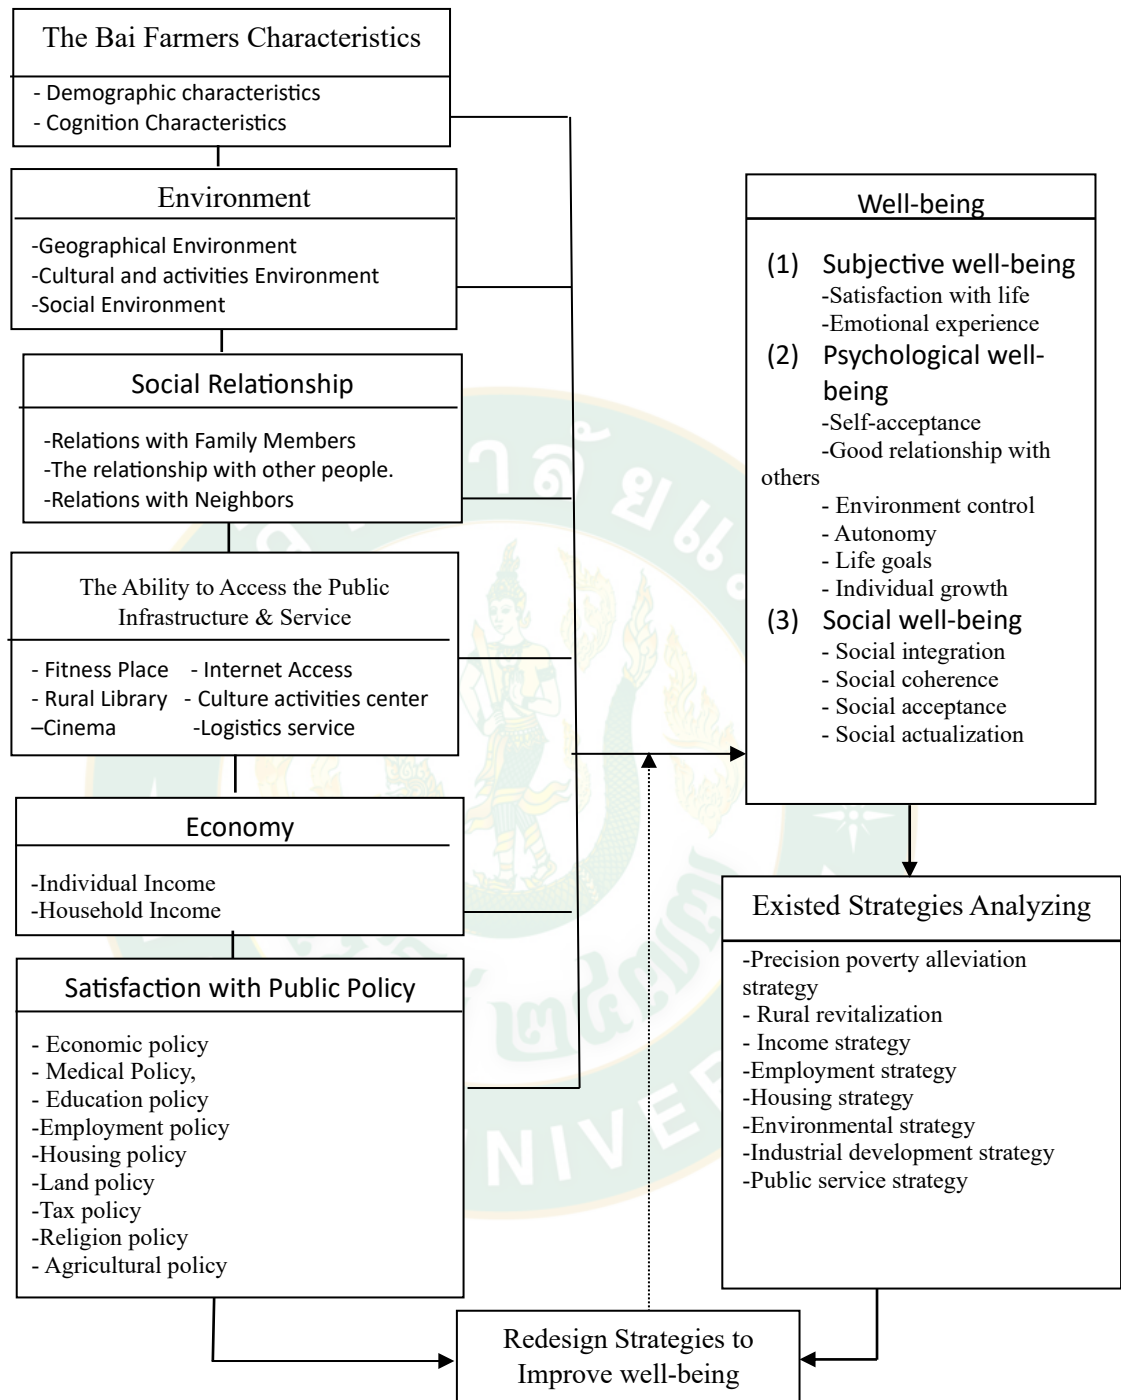 The Bai Farmers Characteristics
- Demographic characteristics
- Cognition Characteristics
Environment
-Geographical Environment
-Cultural and activities Environment
-Social Environment
Social Relationship
-Relations with Family Members
-The relationship with other people.
-Relations with Neighbors
The Ability to Access the Public
Infrastructure & Service
- Fitness Place - Internet Access
- Rural Library - Culture activities center
–Cinema -Logistics service
Economy
-Individual Income
-Household Income
Satisfaction with Public Policy
- Economic policy
- Medical Policy,
- Education policy
-Employment policy
-Housing policy
-Land policy
-Tax policy
-Religion policy
- Agricultural policy
Well-being
(1) Subjective well-being
-Satisfaction with life
-Emotional experience
(2) Psychological well-
being
-Self-acceptance
-Good relationship with
others
- Environment control
- Autonomy
- Life goals
- Individual growth
(3) Social well-being
- Social integration
- Social coherence
- Social acceptance
- Social actualization
Existed Strategies Analyzing
-Precision poverty alleviation
strategy
- Rural revitalization
- Income strategy
-Employment strategy
-Housing strategy
-Environmental strategy
-Industrial development strategy
-Public service strategy
Redesign Strategies to
Improve well-being